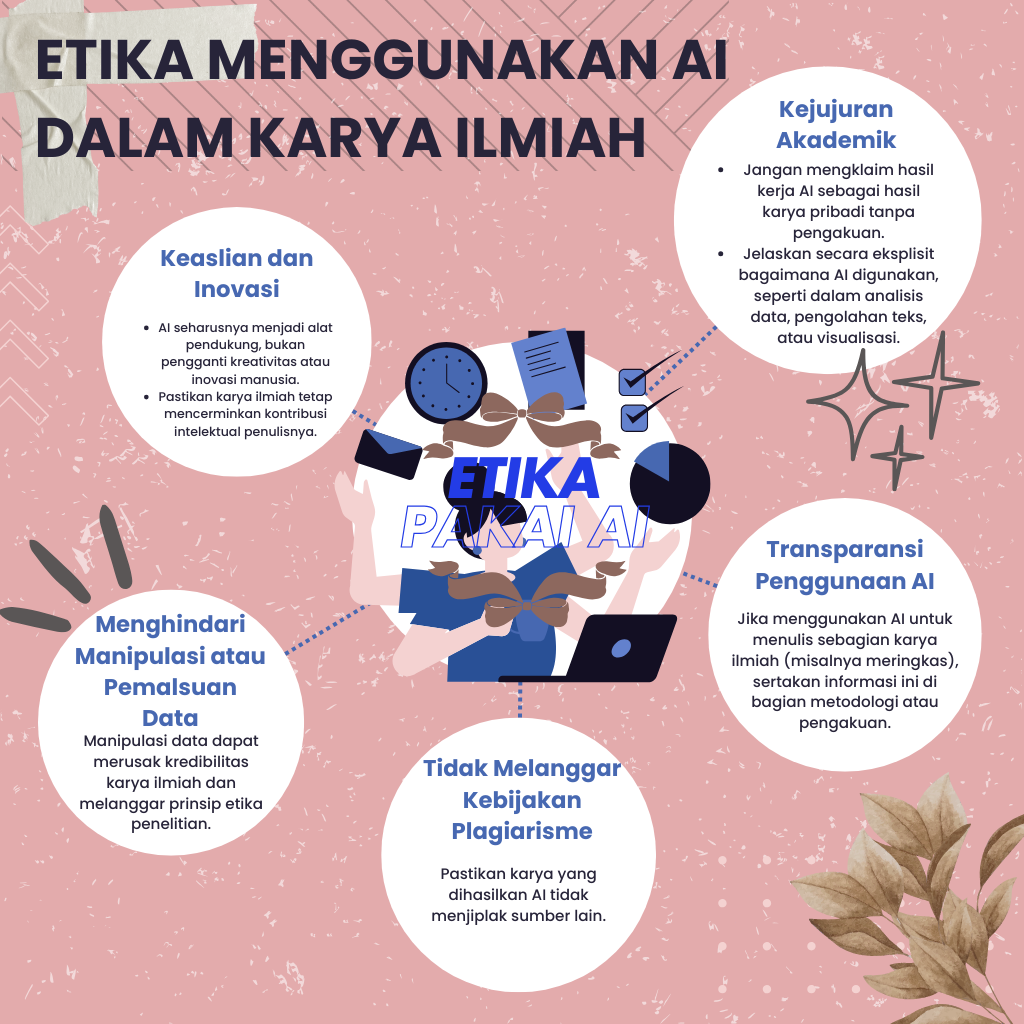 ETIKA MENGGUNAKAN AI
DALAM KARYA ILMIAH
Kejujuran
Akademik
• Jangan mengklaim hasil
kerja AI sebagai hasil
karya pribadi tanpa
pengakuan.
• Jelaskan secara eksplisit
bagaimana AI digunakan,
seperti dalam analisis
data, pengolahan teks,
atau visualisasi.
Keaslian dan
Inovasi
• AI seharusnya menjadi alat
pendukung, bukan
pengganti kreativitas atau
inovasi manusia.
• Pastikan karya ilmiah tetap
mencerminkan kontribusi
intelektual penulisnya.
ETIKA
PAKAI AI
Transparansi
Penggunaan AI
Jika menggunakan AI untuk
menulis sebagian karya
ilmiah (misalnya meringkas),
sertakan informasi ini di
bagian metodologi atau
pengakuan.
Menghindari
Manipulasi atau
Pemalsuan
Data
Manipulasi data dapat
merusak kredibilitas
karya ilmiah dan
melanggar prinsip etika
penelitian.
Tidak Melanggar
Kebijakan
Plagiarisme
Pastikan karya yang
dihasilkan AI tidak
menjiplak sumber lain.